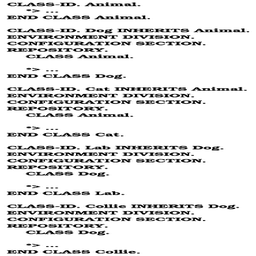 CLASS-ID. Animal.
*> ...
END CLASS Animal.
CLASS-ID. Dog INHERITS Animal.
ENVIRONMENT DIVISION.
CONFIGURATION SECTION.
REPOSITORY.
CLASS Animal.
*> ...
END CLASS Dog.
CLASS-ID. Cat INHERITS Animal.
ENVIRONMENT DIVISION.
CONFIGURATION SECTION.
REPOSITORY.
CLASS Animal.
*> ...
END CLASS Cat.
CLASS-ID. Lab INHERITS Dog.
ENVIRONMENT DIVISION.
CONFIGURATION SECTION.
REPOSITORY.
CLASS Dog.
*> ...
END CLASS Lab.
CLASS-ID. Collie INHERITS Dog.
ENVIRONMENT DIVISION.
CONFIGURATION SECTION.
REPOSITORY.
CLASS Dog.
*> ...
END CLASS Collie.